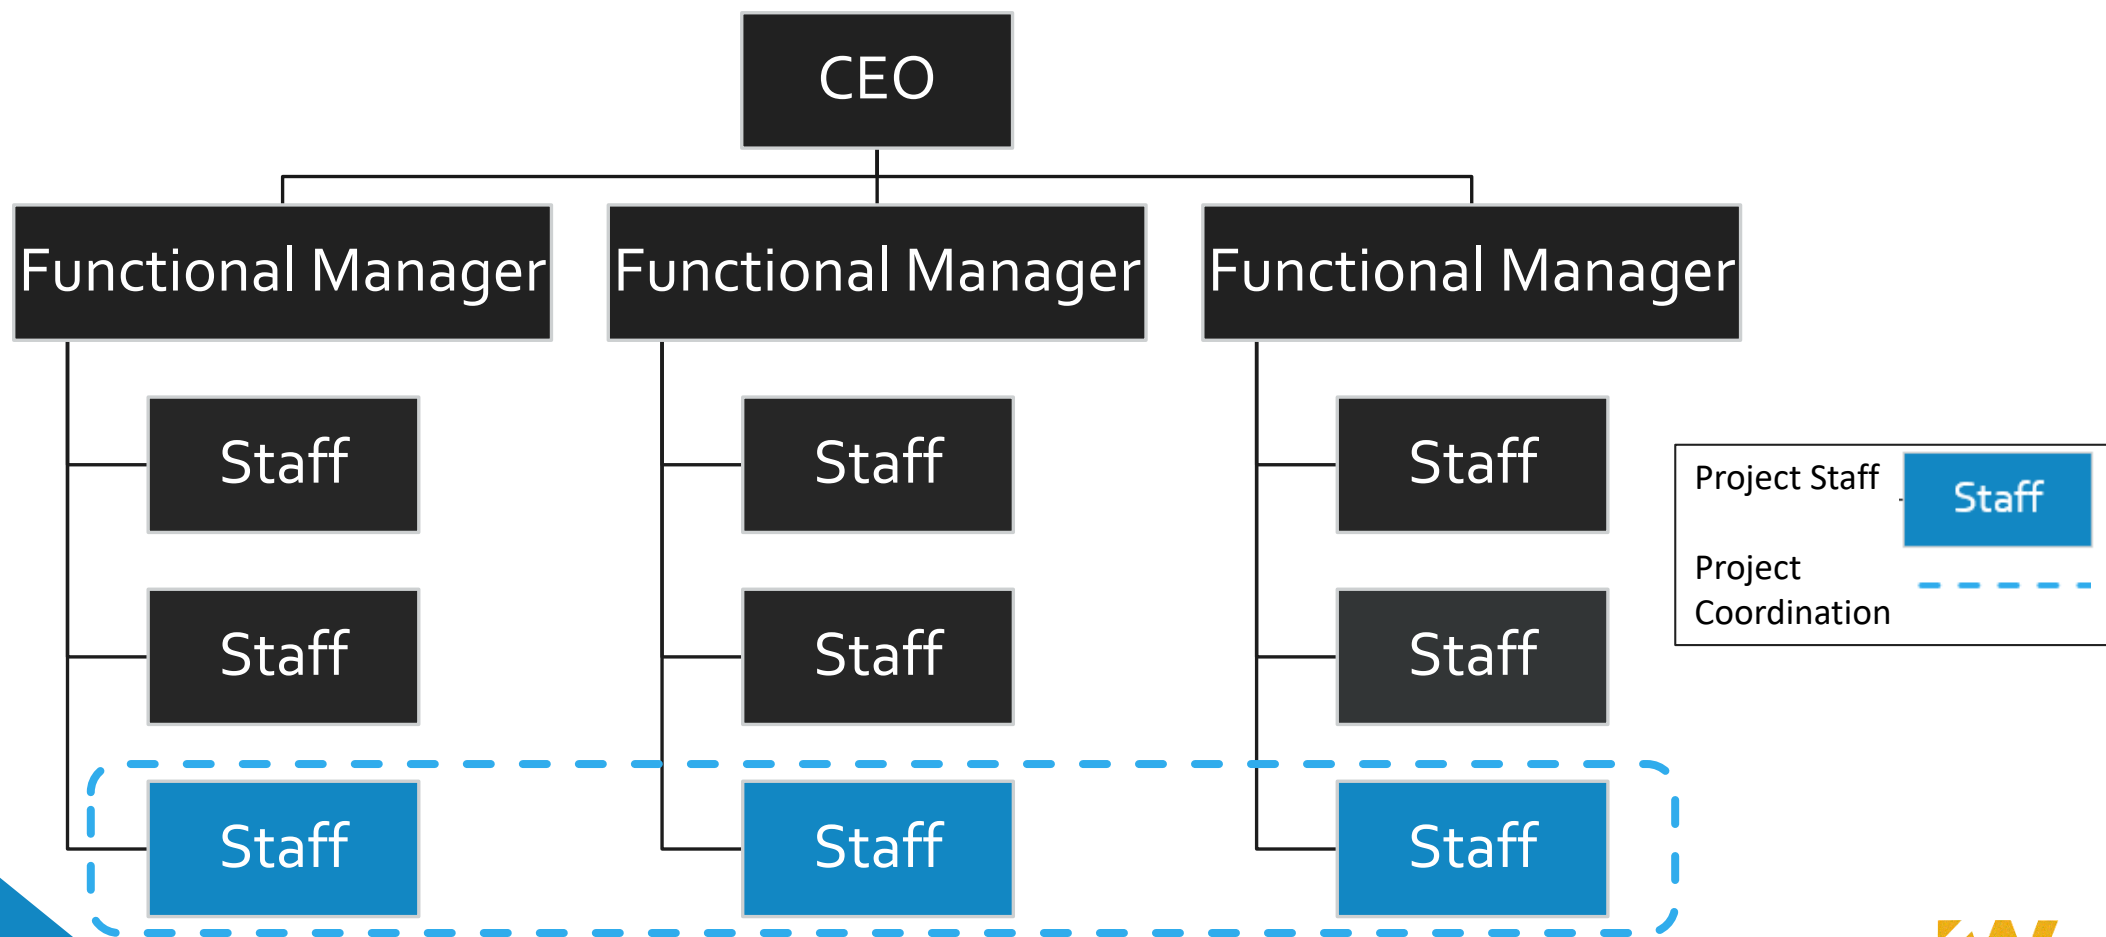 CEO
Functional Manager
Functional Manager
Functional Manager
Staff
Staff
Staff
Project Staff
Staff
Staff
Staff
Staff
Project
Coordination
Staff
Staff
Staff